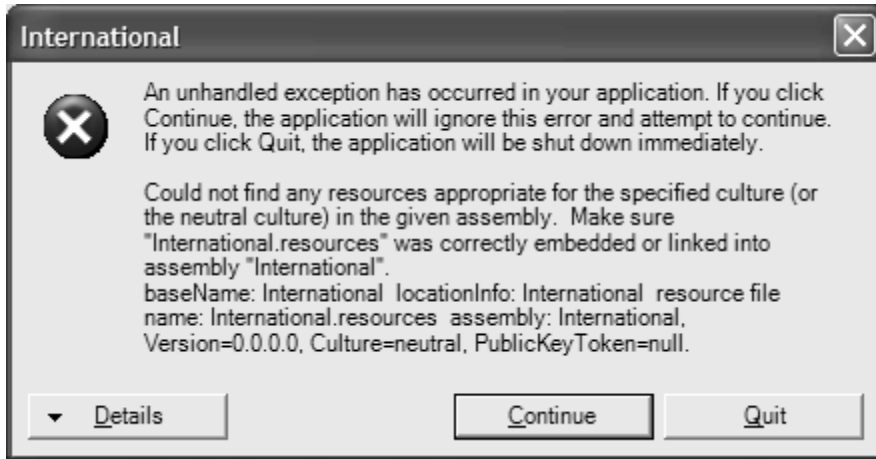 International
An unhandled exception has occurred in your application. If you click
Continue, the application will ignore this error and attempt to continue.
If you click Quit, the application will be shut down immediately.
Could not find any resources appropriate for the specified culture (or
the neutral culture) in the given assembly.  Make sure
"International.resources" was correctly embedded or linked into
assembly "International".
baseName: International  locationInfo: International  resource file
name: International.resources  assembly: International,
Version=0.0.0.0, Culture=neutral, PublicKeyToken=null.
Details Continue Quit